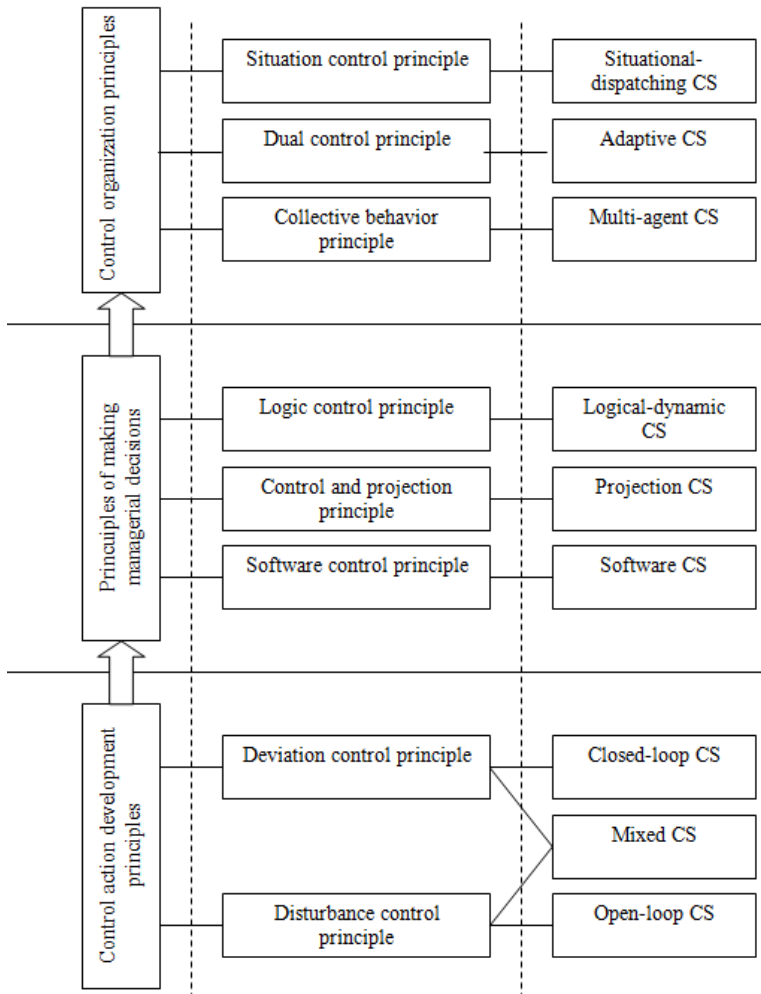 Control organization principles
Situation control principle
Situational-
dispatching CS
Dual control principle
Adaptive CS
Collective behavior
principle
Multi-agent CS
Princuiples of making
managerial decisions
Logic control principle
Logical-dynamic
CS
Control and projection
principle
Projection CS
Software control principle
Software CS
Control action development
principles
Deviation control principle
Closed-loop CS
Mixed CS
Disturbance control
principle
Open-loop CS